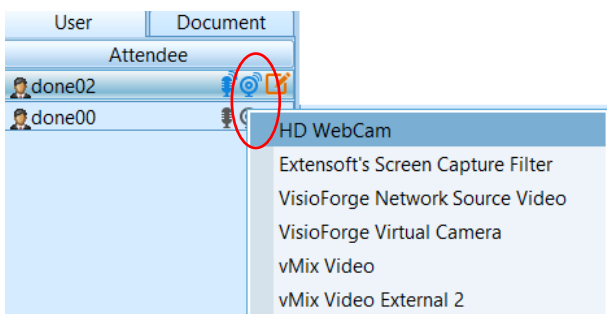 User Document
Attendee
done02
done00
HD WebCam
Extensoft's Screen Capture Filter
VisioForge Network Source Video
VisioForge Virtual Camera
vMix Video
vMix Video External 2